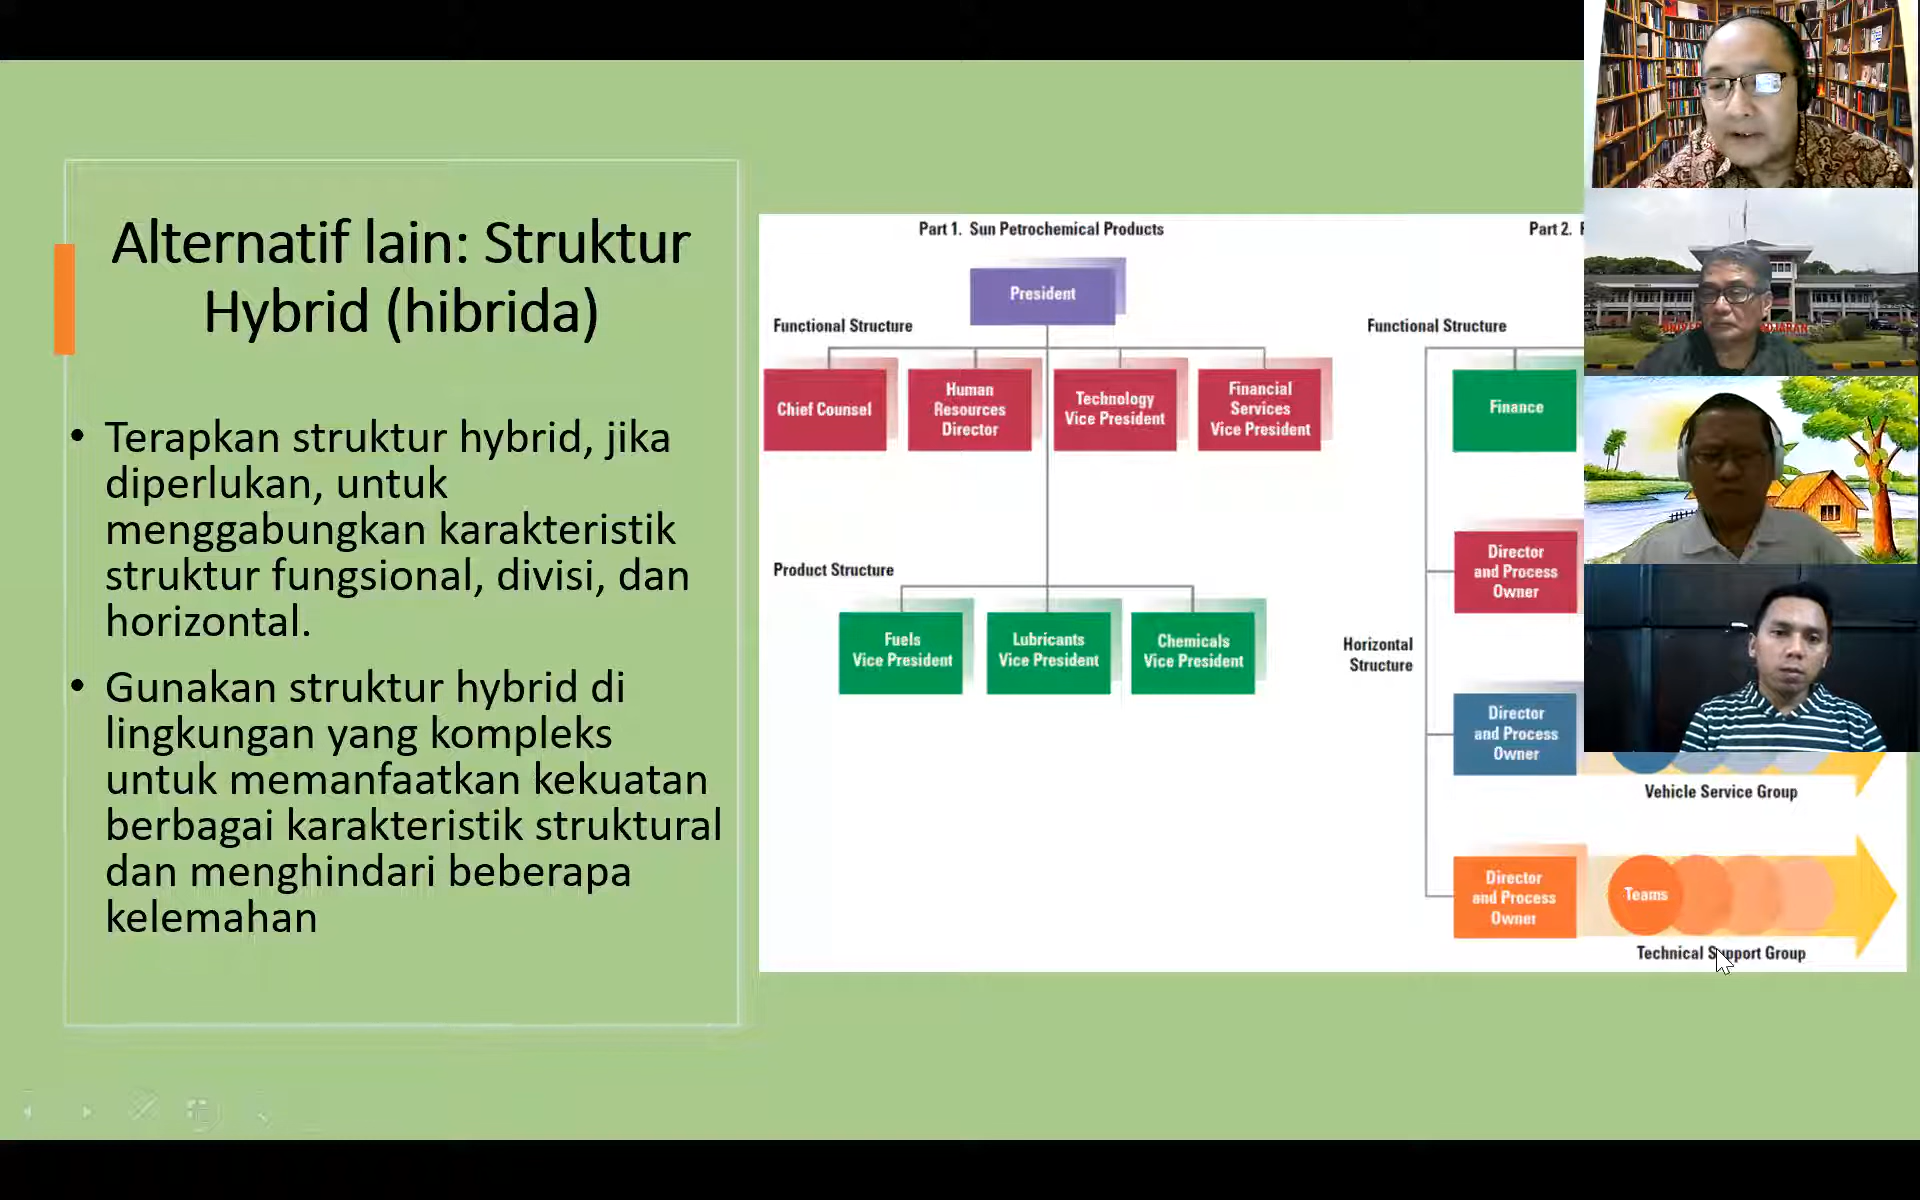 Alternatif lain: Struktur
Hybrid (hibrida)
• Terapkan struktur hybrid, jika
diperlukan, untuk
menggabungkan karakteristik
struktur fungsional, divisi, dan
horizontal.
• Gunakan struktur hybrid di
lingkungan yang kompleks
untuk memanfaatkan kekuatan
berbagai karakteristik struktural
dan menghindari beberapa
kelemahan
Part 1. Sun Petrochemical Products
President
Functional Structure
Chief Counsel
Human
Resources
Director
Technology
Vice President
Financial
Services
Vice President
Product Structure
Fuels
Vice President
Lubricants
Vice President
Chemicals
Vice President
Part 2.
Functional Structure
Finance
Director
and Process
Owner
Horizontal
Structure
Director
and Process
Owner
Vehicle Service Group
Director
and Process
Owner
Teams
Technical Support Group